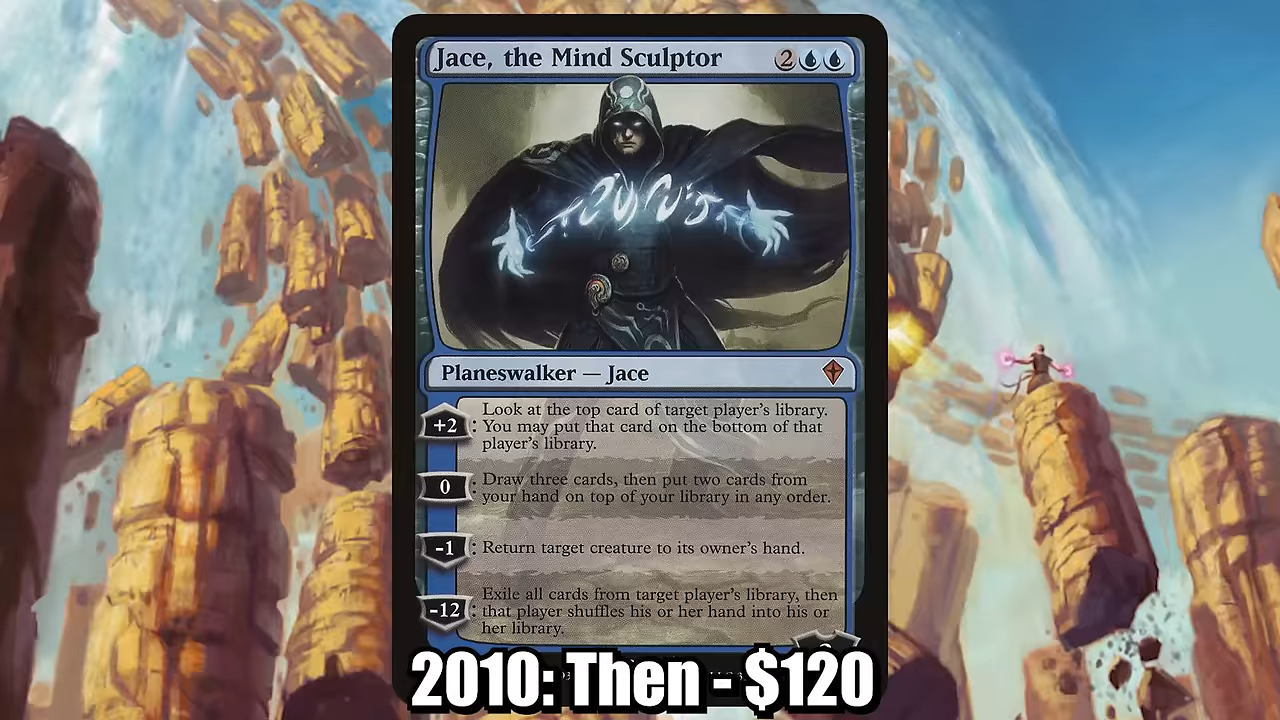 Jace, the Mind Sculptor 2
Planeswalker — Jace
+2: Look at the top card of target player's library.
You may put that card on the bottom of that
player's library.
0: Draw three cards, then put two cards from
your hand on top of your library in any order.
-1: Return target creature to its owner's hand.
-12: Exile all cards from target player's library, then
that player shuffles his or her hand into his or
her library.
2010: Then - $120